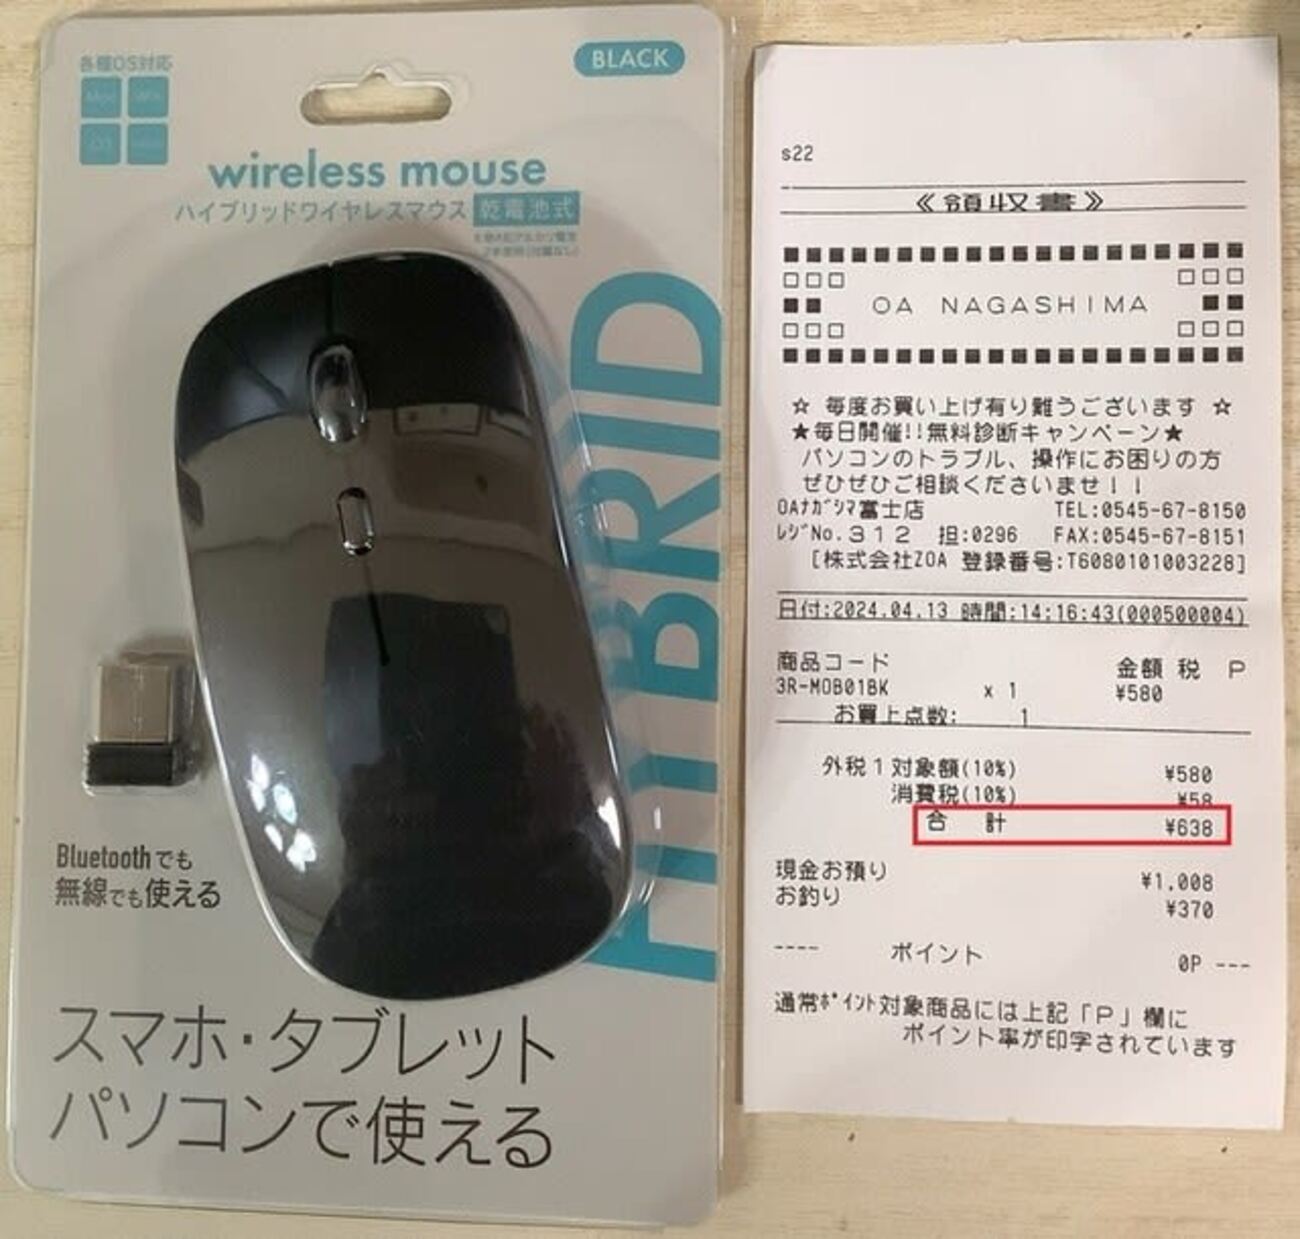 各種OS対応
BLACK
wireless mouse
ハイブリッドワイヤレスマウス 乾電池式
HYBRID
Bluetoothでも
無線でも使える
スマホ・タブレット
パソコンで使える
s22
《領収書》
■■■■■■■■■■■■■■■■■■■■
□□□ □□□
■■ OA NAGASHIMA ■■
□□□ □□□
■■■■■■■■■■■■■■■■■■■■
☆ 毎度お買い上げ有り難うございます ☆
★毎日開催!!無料診断キャンペーン★
パソコンのトラブル、操作にお困りの方
ぜひぜひご相談くださいませ!!
OAナガシマ富士店 TEL:0545-67-8150
レジNo.312 担:0296 FAX:0545-67-8151
[株式会社ZOA 登録番号:T6080101003228]
日付:2024.04.13 時間:14:16:43(000500004)
商品コード 金額 税 P
3R-MOB01BK x 1 ¥580
お買上点数: 1
外税1対象額(10%) ¥580
消費税(10%) ¥58
合 計 ¥638
現金お預り ¥1,008
お釣り ¥370
---- ポイント 0P ---
通常ポイント対象商品には上記「P」欄に
ポイント率が印字されています